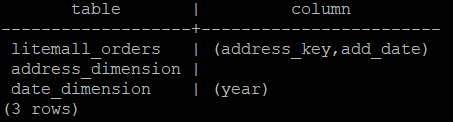 table | column
-------------------+------------------------
litemall_orders | (address_key,add_date)
address_dimension |
date_dimension | (year)
(3 rows)